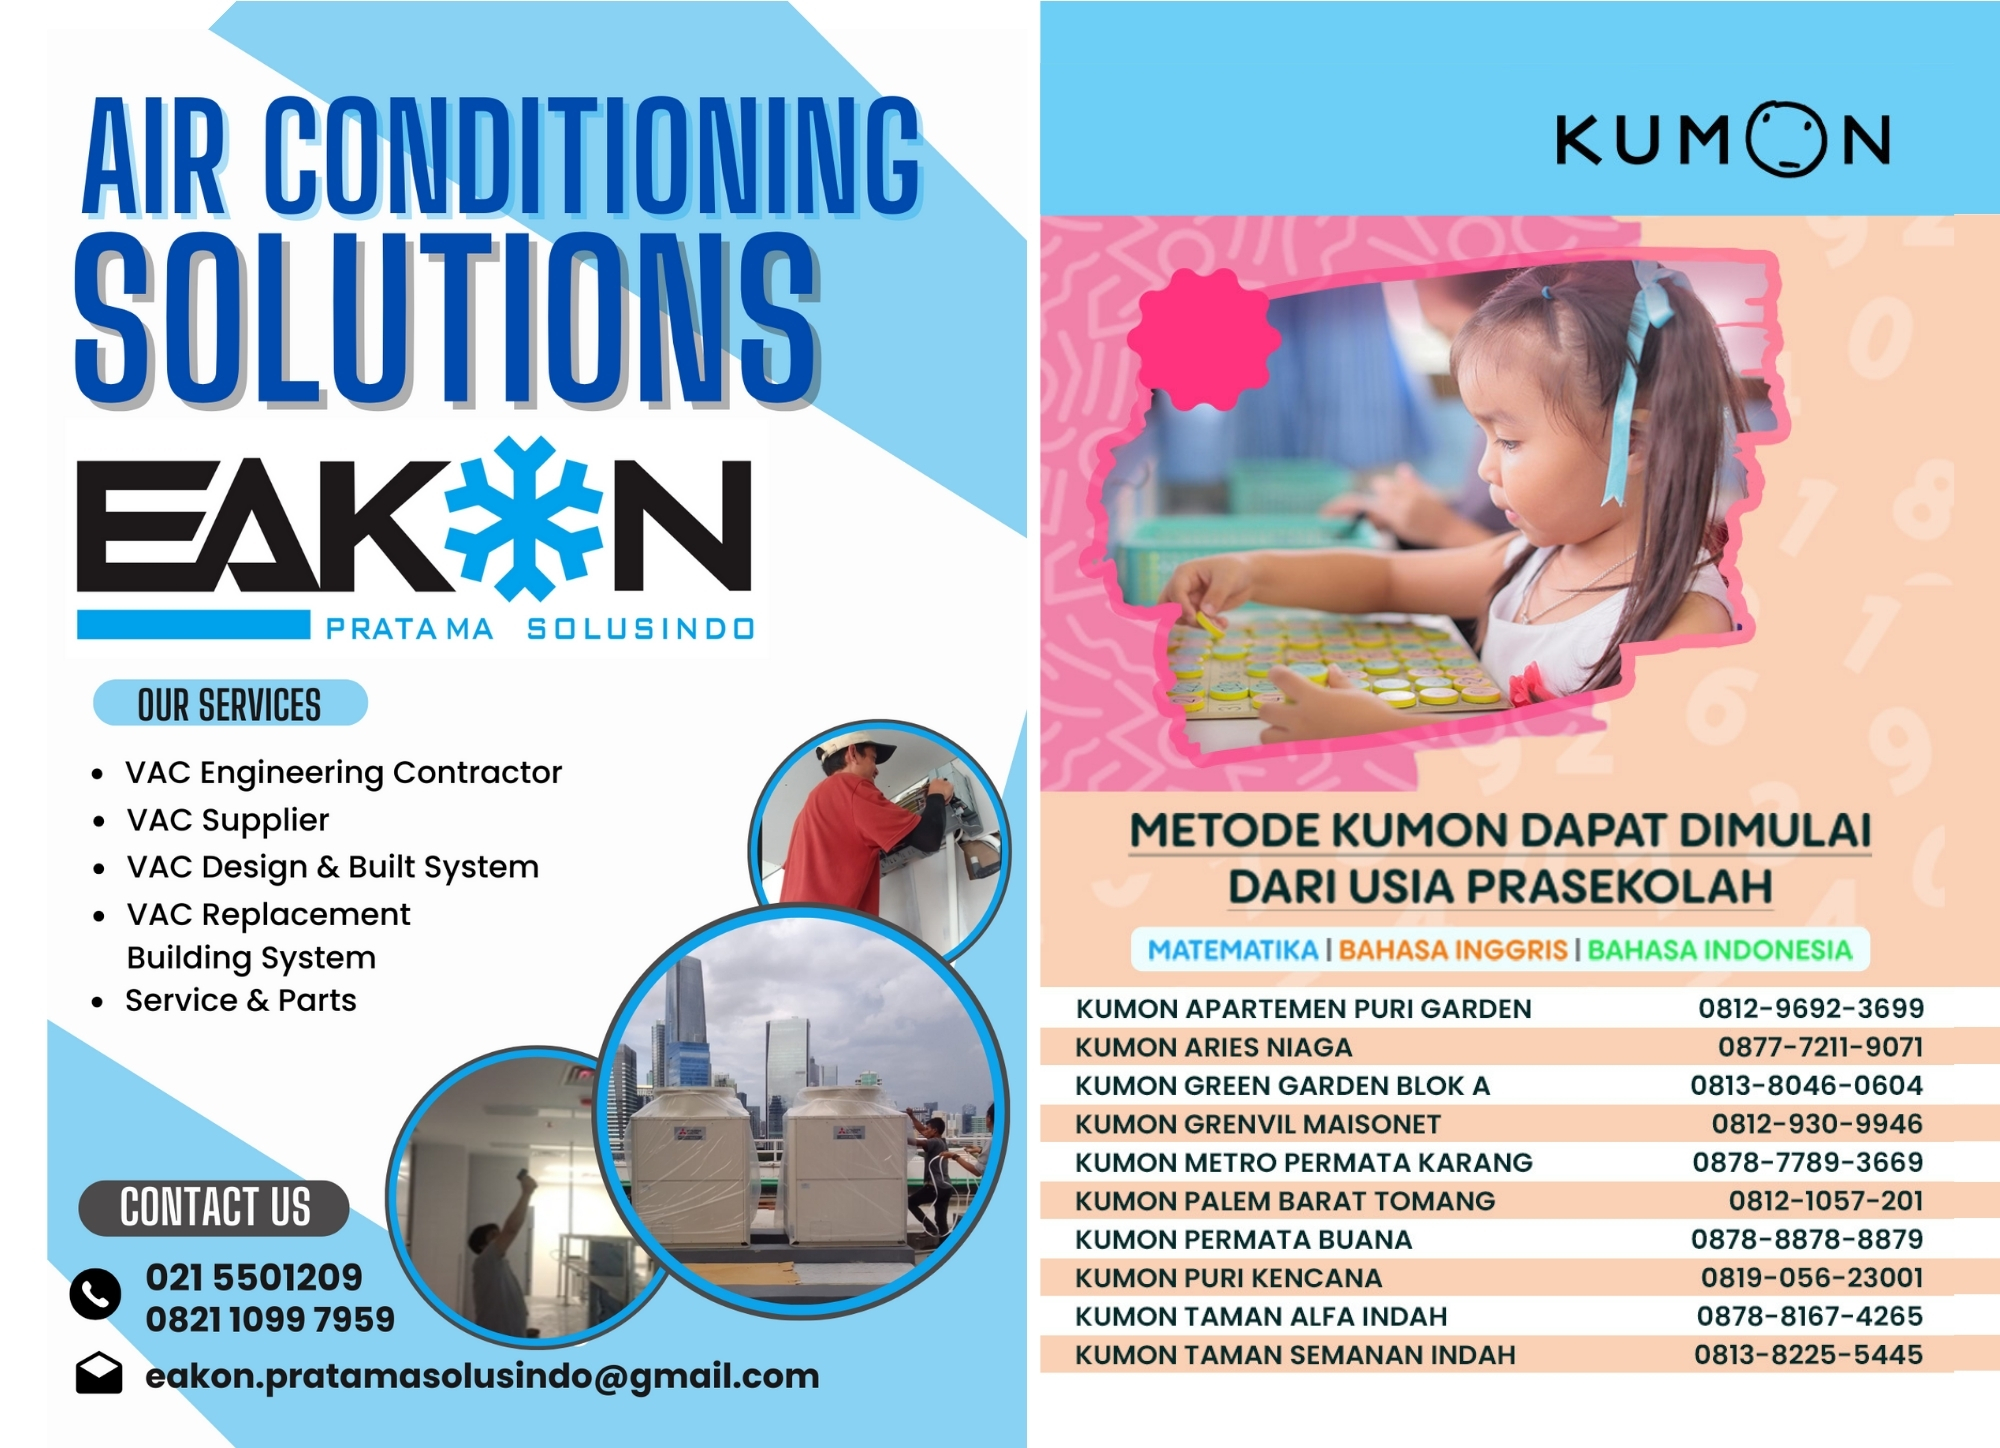 AIR CONDITIONING
SOLUTIONS
EAKON
PRATAMA SOLUSINDO
OUR SERVICES
• VAC Engineering Contractor
• VAC Supplier
• VAC Design & Built System
• VAC Replacement
Building System
• Service & Parts
CONTACT US
021 5501209
0821 1099 7959
eakon.pratamasolusindo@gmail.com
KUMON
METODE KUMON DAPAT DIMULAI
DARI USIA PRASEKOLAH
MATEMATIKA | BAHASA INGGRIS | BAHASA INDONESIA
KUMON APARTEMEN PURI GARDEN 0812-9692-3699
KUMON ARIES NIAGA 0877-7211-9071
KUMON GREEN GARDEN BLOK A 0813-8046-0604
KUMON GRENVIL MAISONET 0812-930-9946
KUMON METRO PERMATA KARANG 0878-7789-3669
KUMON PALEM BARAT TOMANG 0812-1057-201
KUMON PERMATA BUANA 0878-8878-8879
KUMON PURI KENCANA 0819-056-23001
KUMON TAMAN ALFA INDAH 0878-8167-4265
KUMON TAMAN SEMANAN INDAH 0813-8225-5445